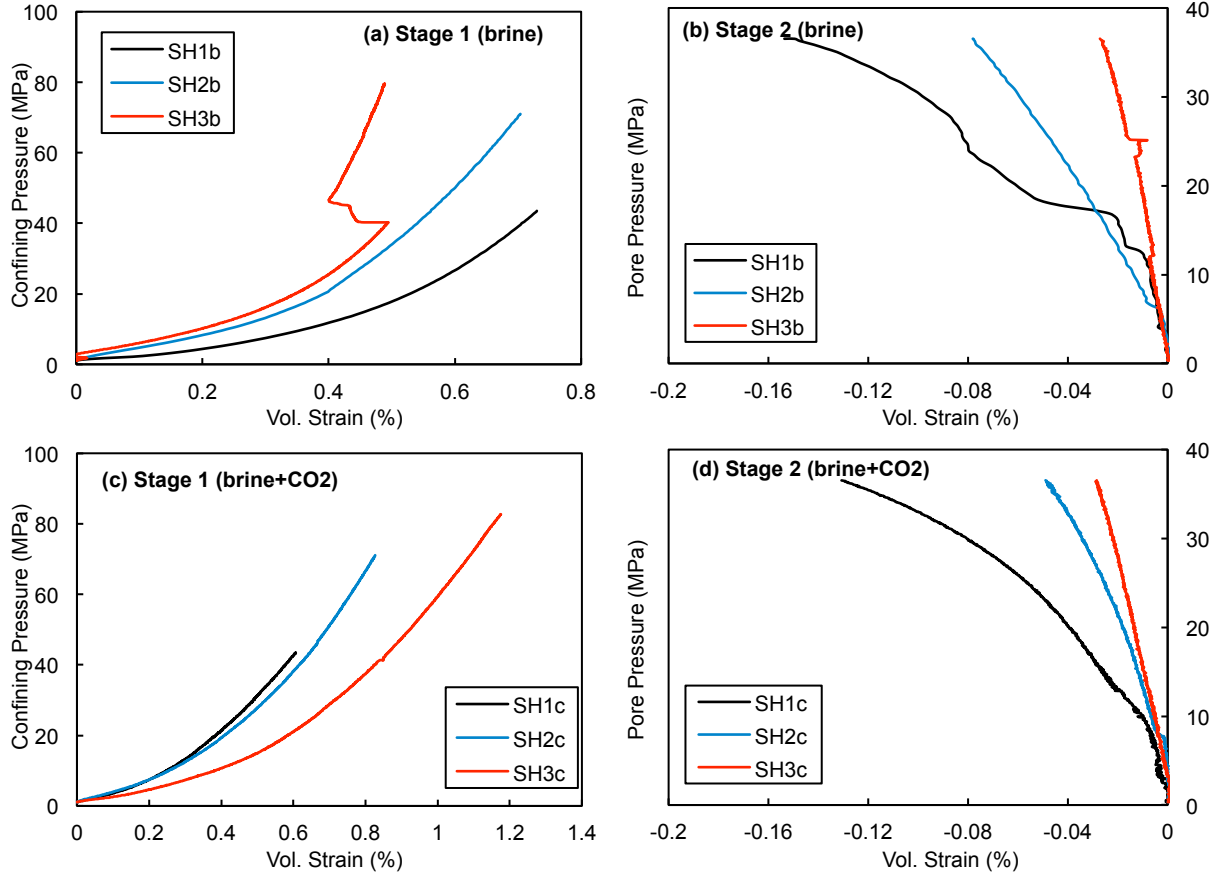 (a) Stage 1 (brine)
SH1b
SH2b
SH3b
100
80
60
40
20
0
Confining Pressure (MPa)
0 0.2 0.4 0.6 0.8
Vol. Strain (%)
(b) Stage 2 (brine)
SH1b
SH2b
SH3b
40
30
20
10
0
Pore Pressure (MPa)
-0.2 -0.16 -0.12 -0.08 -0.04 0
Vol. Strain (%)
(c) Stage 1 (brine+CO2)
SH1c
SH2c
SH3c
100
80
60
40
20
0
Confining Pressure (MPa)
0 0.2 0.4 0.6 0.8 1 1.2 1.4
Vol. Strain (%)
(d) Stage 2 (brine+CO2)
SH1c
SH2c
SH3c
40
30
20
10
0
Pore Pressure (MPa)
-0.2 -0.16 -0.12 -0.08 -0.04 0
Vol. Strain (%)